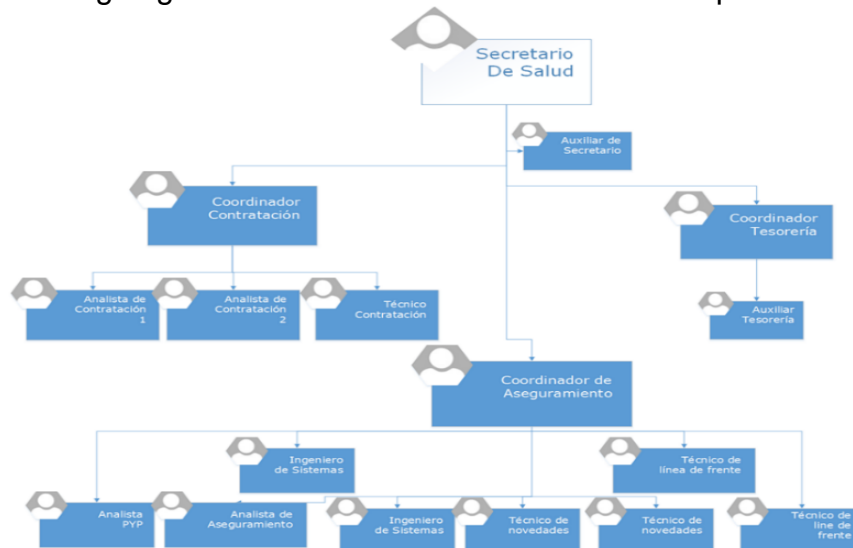 Secretario
De Salud
Auxiliar de
Secretario
Coordinador
Contratación
Coordinador
Tesorería
Analista de
Contratación
1
Analista de
Contratación
2
Técnico
Contratación
Auxiliar
Tesorería
Coordinador de
Aseguramiento
Ingeniero
de Sistemas
Técnico de
línea de frente
Analista
PYP
Analista de
Aseguramiento
Ingeniero
de Sistemas
Técnico de
novedades
Técnico de
novedades
Técnico de
line de
frente